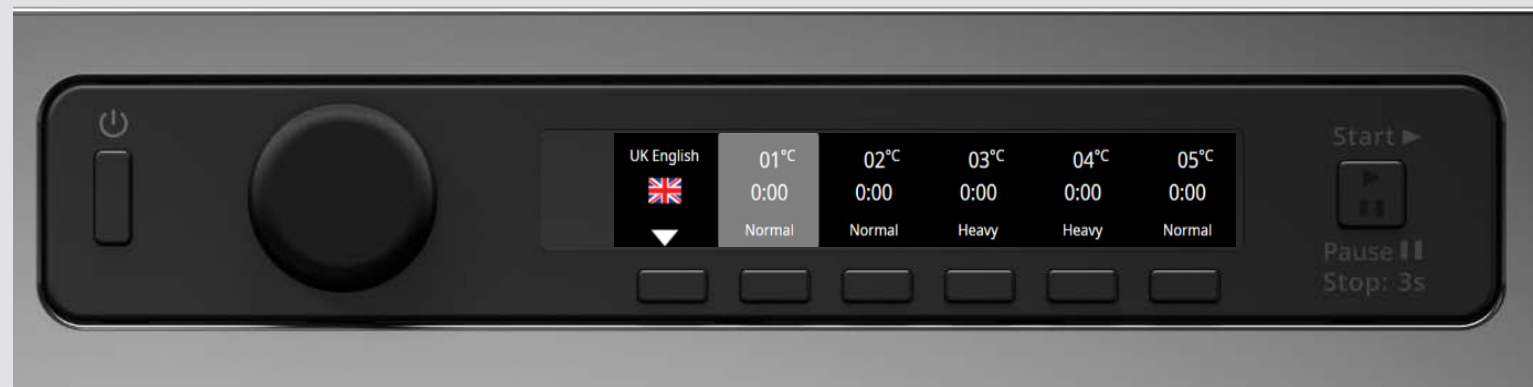 UK English
01°C 02°C 03°C 04°C 05°C
0:00 0:00 0:00 0:00 0:00
Normal Normal Heavy Heavy Normal
Start
Pause
Stop: 3s